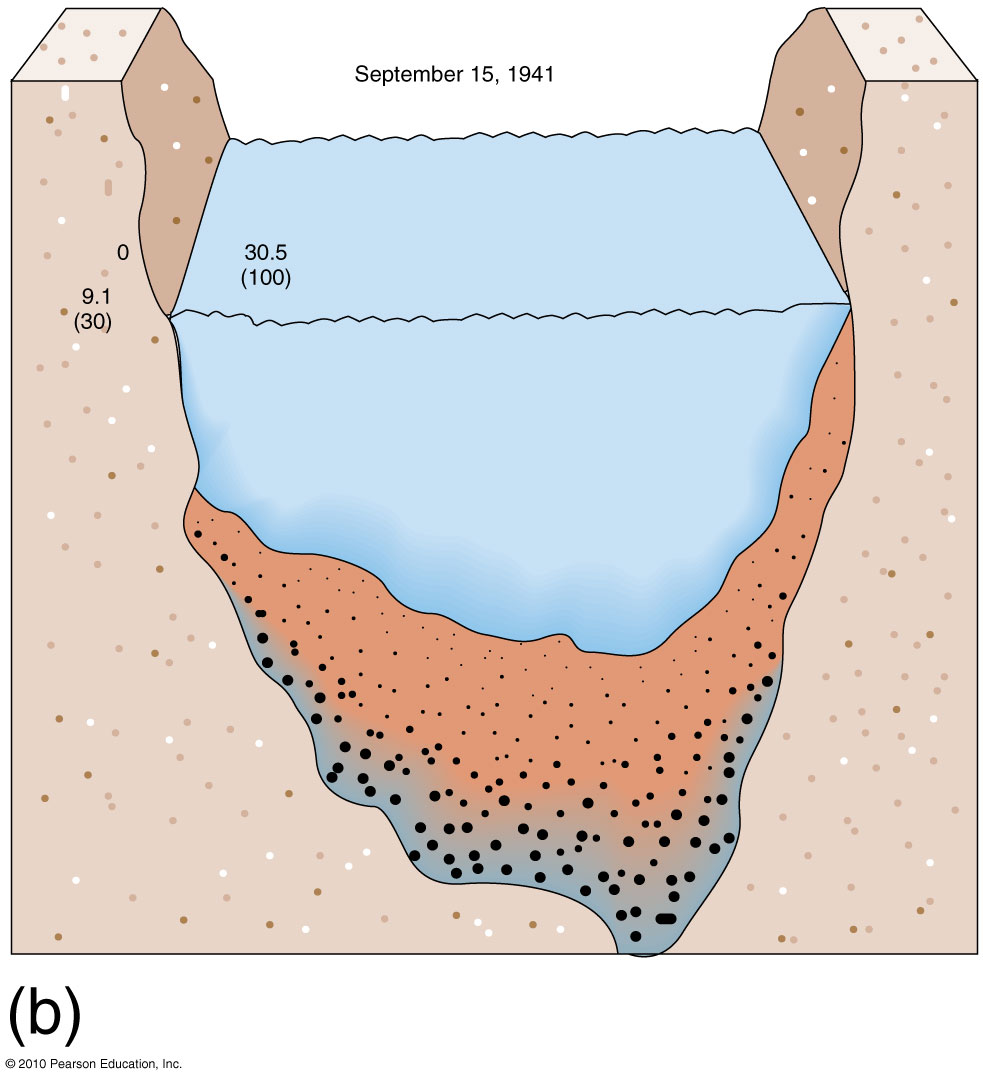 September 15, 1941
0
30.5
(100)
9.1
(30)
(b)
© 2010 Pearson Education, Inc.